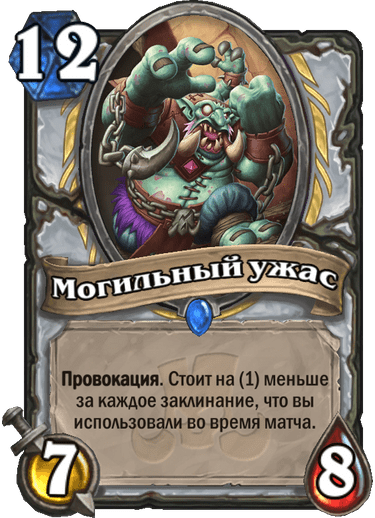 12
Могильный ужас
Провокация. Стоит на (1) меньше
за каждое заклинание, что вы
использовали во время матча.
7
8